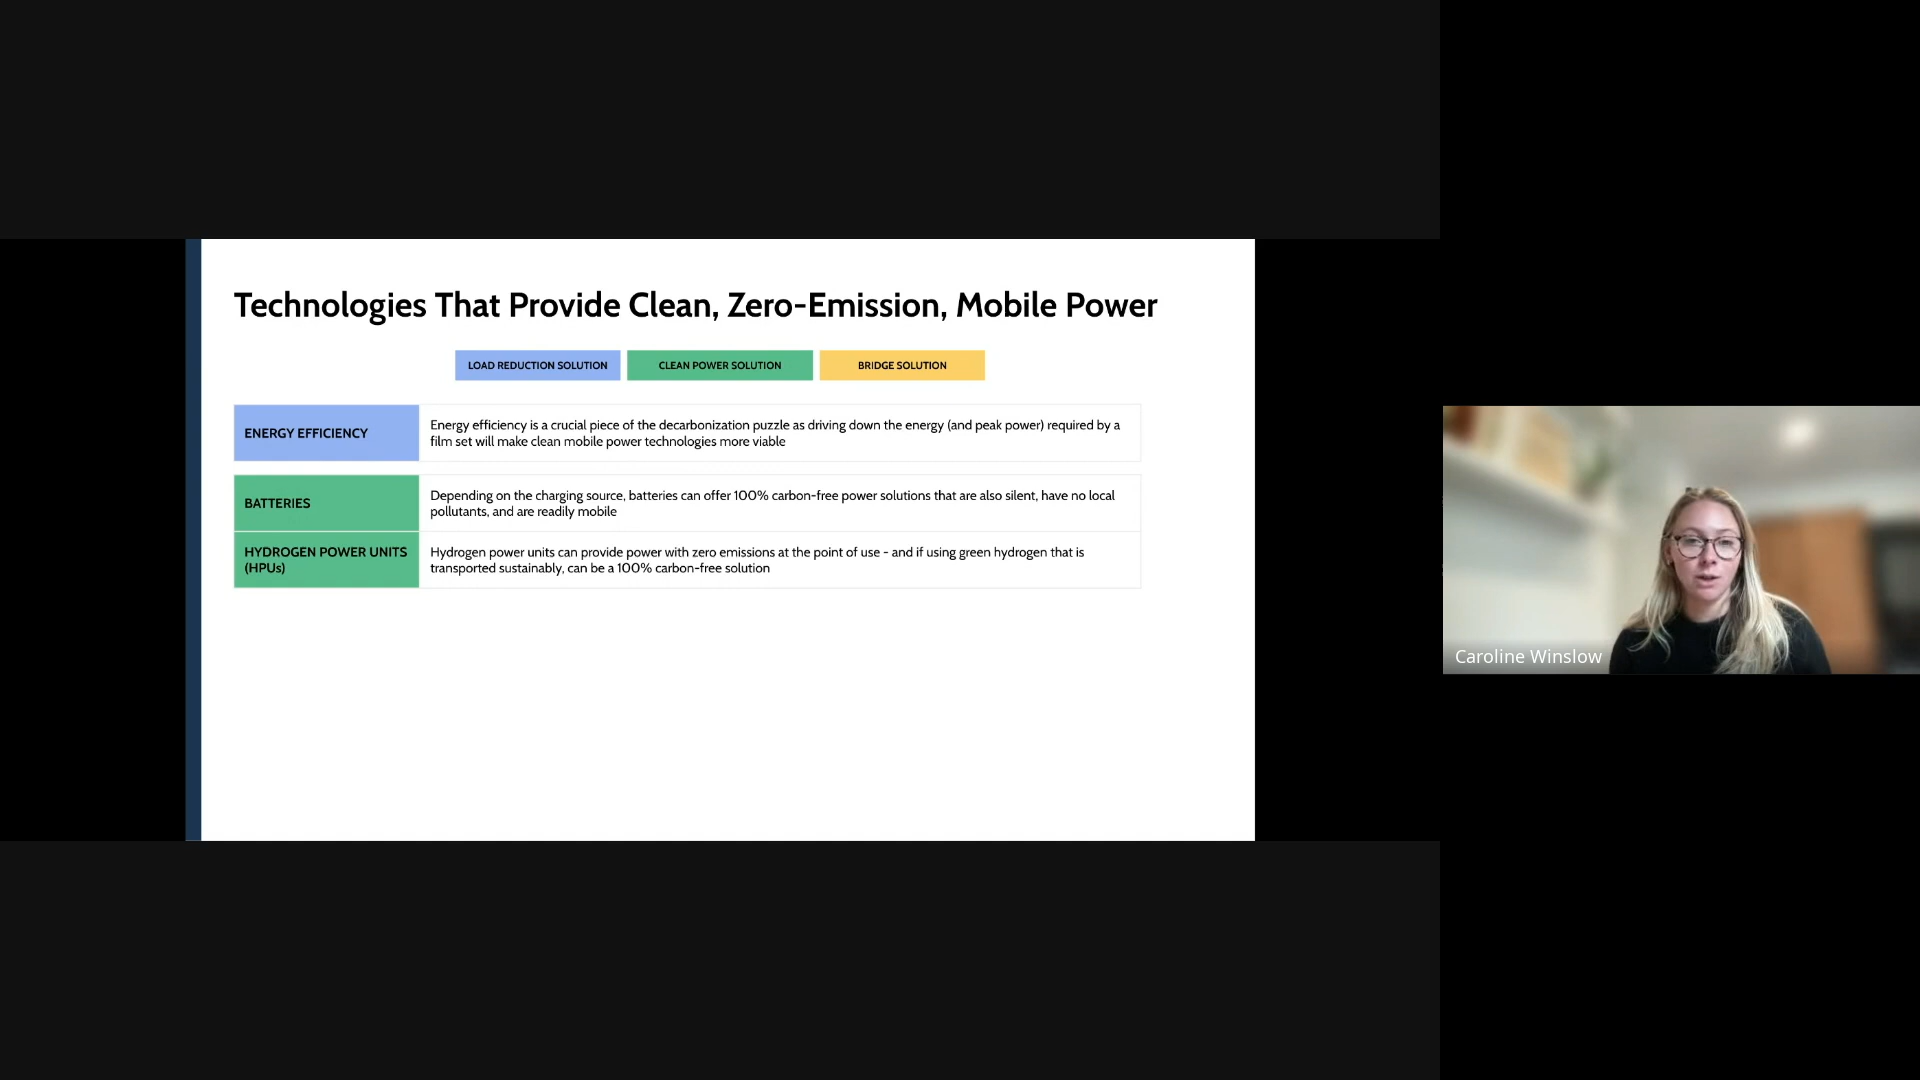 Technologies That Provide Clean, Zero-Emission, Mobile Power
LOAD REDUCTION SOLUTION
CLEAN POWER SOLUTION
BRIDGE SOLUTION
ENERGY EFFICIENCY
Energy efficiency is a crucial piece of the decarbonization puzzle as driving down the energy (and peak power) required by a
film set will make clean mobile power technologies more viable
BATTERIES
Depending on the charging source, batteries can offer 100% carbon-free power solutions that are also silent, have no local
pollutants, and are readily mobile
HYDROGEN POWER UNITS
(HPUs)
Hydrogen power units can provide power with zero emissions at the point of use - and if using green hydrogen that is
transported sustainably, can be a 100% carbon-free solution
Caroline Winslow